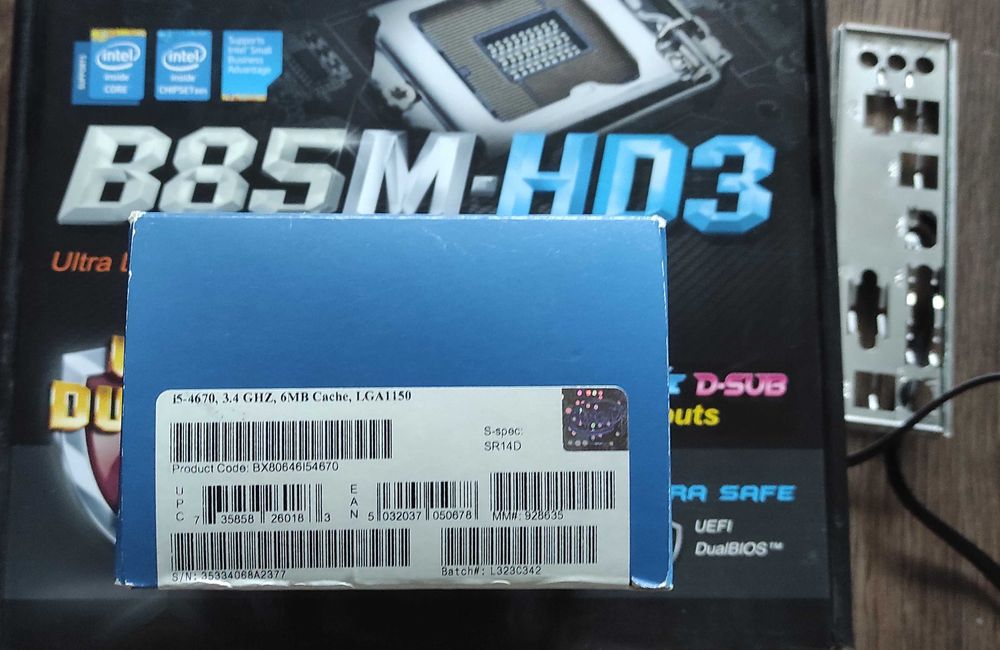 intel
inside
CORE
intel
inside
CHIPSET
Supports
Intel® Small
Business
Advantage
B85M-HD3
Ultra
D-SUB
SAFE
UEFI
DualBIOS™
i5-4670, 3.4 GHZ, 6MB Cache, LGA1150
S-spec:
SR14D
Product Code: BX80646I54670
UPC
7 35858 26018 3
EAN
5 032037 050678
MM#: 928635
S/N: 35334068A2377
Batch#: L323C342